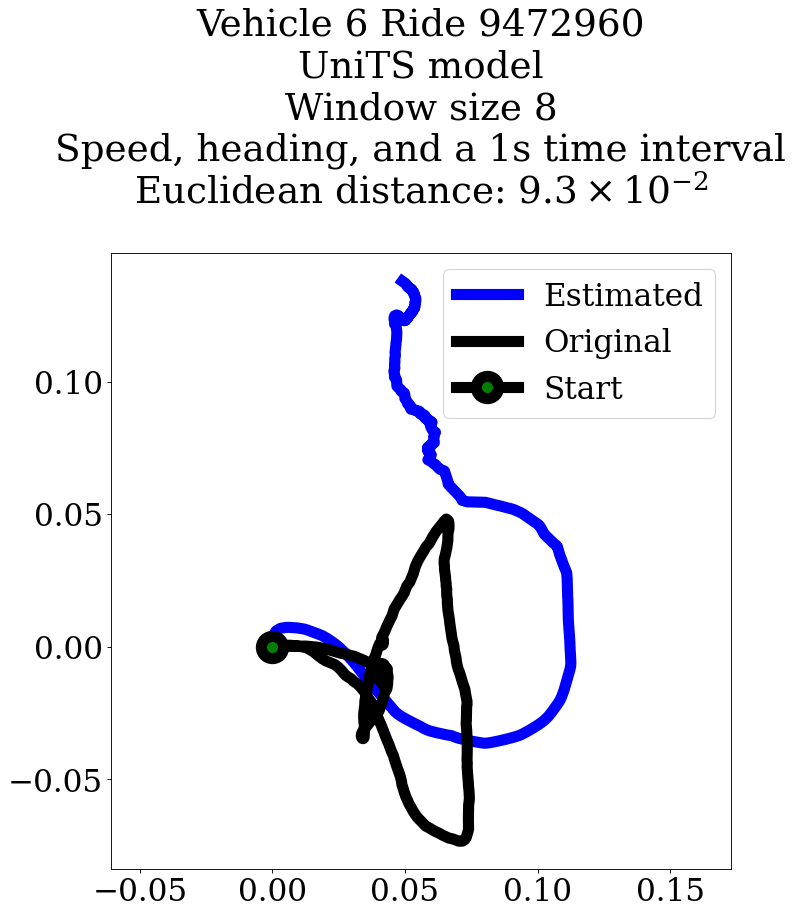 Vehicle 6 Ride 9472960
UniTS model
Window size 8
Speed, heading, and a 1s time interval
Euclidean distance: 9.3 × 10⁻²
Estimated
Original
Start
0.10
0.05
0.00
−0.05
−0.05 0.00 0.05 0.10 0.15